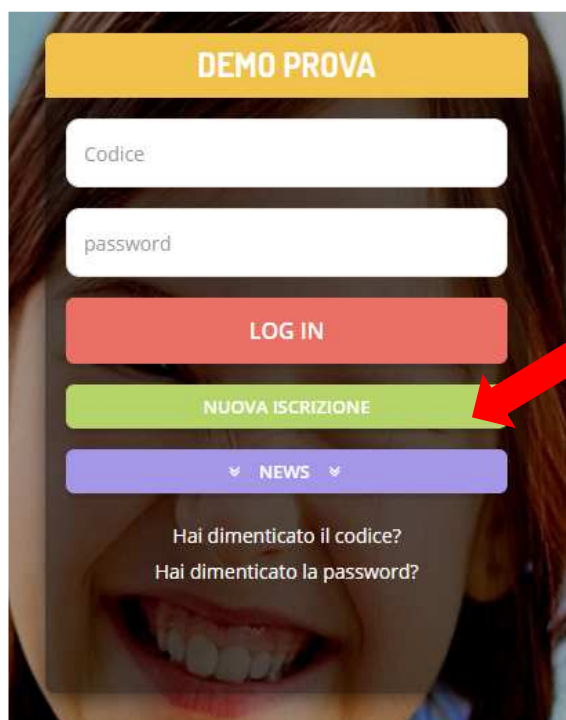 DEMO PROVA
Codice
password
LOG IN
NUOVA ISCRIZIONE
NEWS
Hai dimenticato il codice?
Hai dimenticato la password?